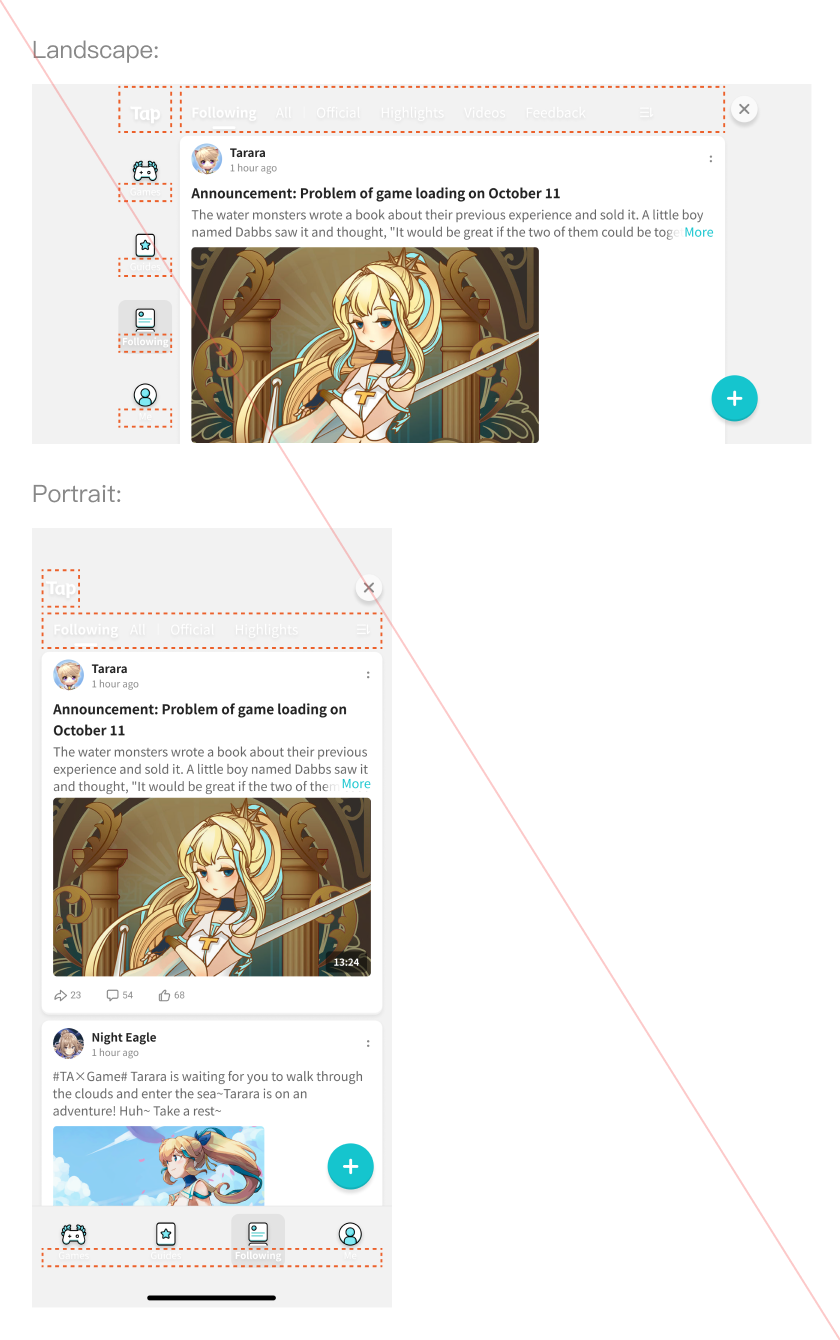 Landscape:
Tap
Following All Official Highlights Videos Feedback
Tarara
1 hour ago
Announcement: Problem of game loading on October 11
The water monsters wrote a book about their previous experience and sold it. A little boy
named Dabbs saw it and thought, "It would be great if the two of them could be toge More
Following
Portrait:
Tap
Following All Official Highlights
Tarara
1 hour ago
Announcement: Problem of game loading on
October 11
The water monsters wrote a book about their previous
experience and sold it. A little boy named Dabbs saw it
and thought, "It would be great if the two of them More
13:24
23 54 68
Night Eagle
1 hour ago
#TA×Game# Tarara is waiting for you to walk through
the clouds and enter the sea~Tarara is on an
adventure! Huh~ Take a rest~
Following